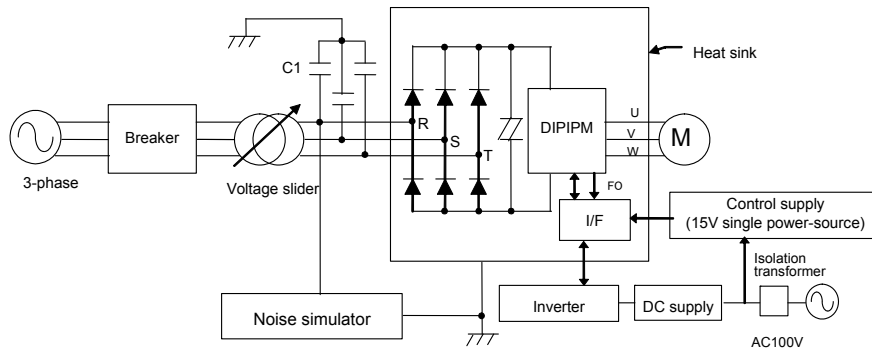 C1
Heat sink
R
S
T
DIPIPM
U
V
W
M
Breaker
3-phase
Voltage slider
FO
I/F
Control supply
(15V single power-source)
Isolation
transformer
Noise simulator
Inverter
DC supply
AC100V